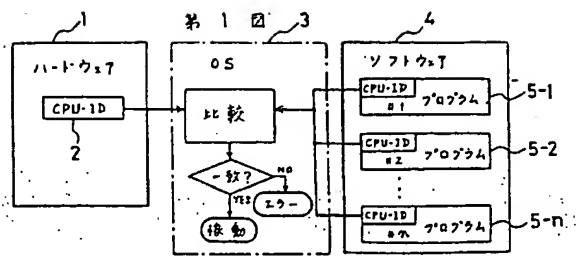 第 1 図
1
3
4
ハードウェア
CPU-ID
2
OS
比較
一致?
NO
YES
エラー
稼動
ソフトウェア
CPU-ID
#1
プログラム
5-1
CPU-ID
#2
プログラム
5-2
CPU-ID
#n
プログラム
5-n